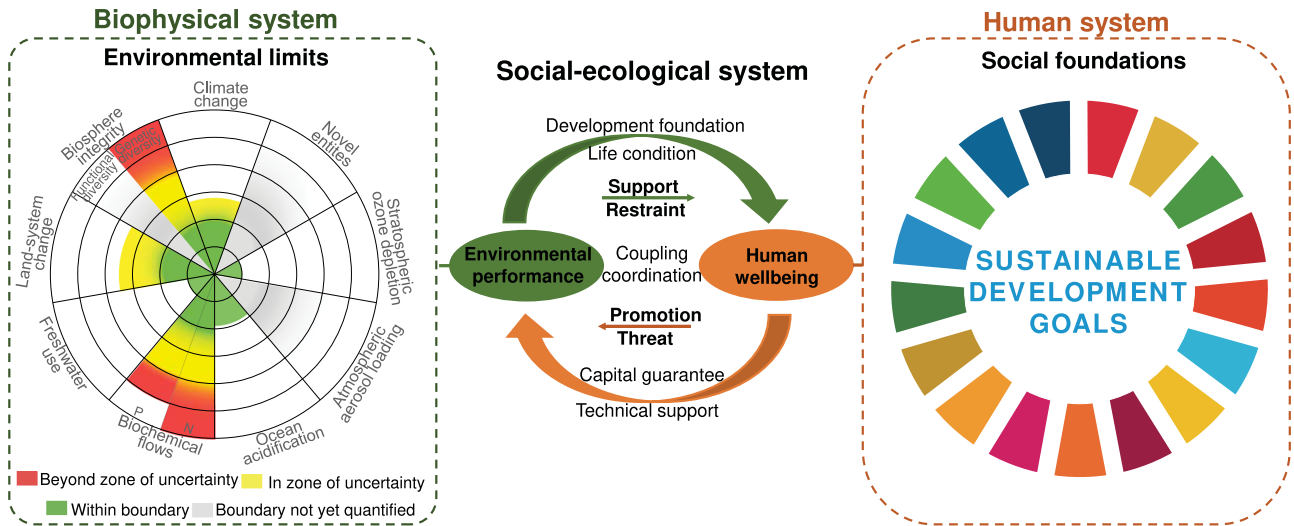 Biophysical system
Environmental limits
Climate
change
Novel
entites
Stratospheric
ozone depletion
Atmospheric
aerosol loading
Ocean
acidification
Biochemical
flows
P
N
Freshwater
use
Land-system
change
Biosphere
integrity
Functional
diversity
Genetic
diversity
Beyond zone of uncertainty
In zone of uncertainty
Within boundary
Boundary not yet quantified
Social-ecological system
Development foundation
Life condition
Support
Restraint
Environmental
performance
Coupling
coordination
Human
wellbeing
Promotion
Threat
Capital guarantee
Technical support
Human system
Social foundations
SUSTAINABLE
DEVELOPMENT
GOALS